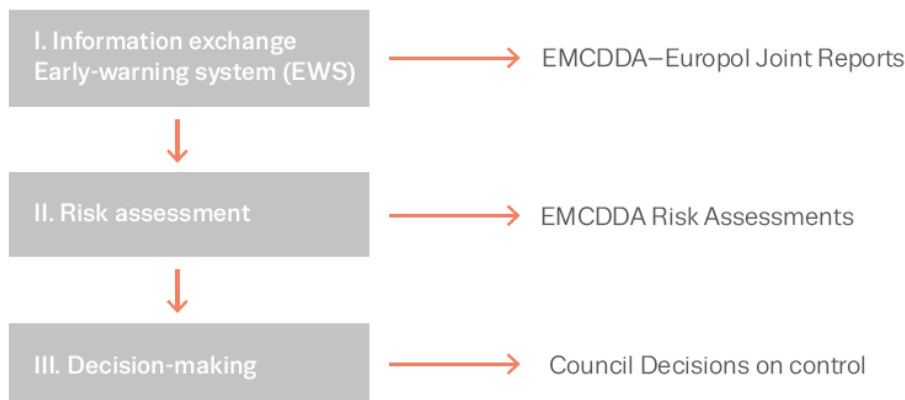 I. Information exchange
Early-warning system (EWS)
EMCDDA–Europol Joint Reports
II. Risk assessment
EMCDDA Risk Assessments
III. Decision-making
Council Decisions on control